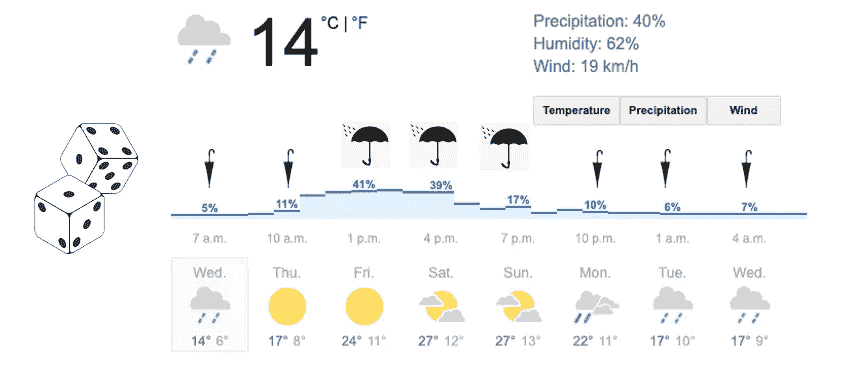 14 °C | °F
Precipitation: 40%
Humidity: 62%
Wind: 19 km/h
Temperature Precipitation Wind
5% 11% 41% 39% 17% 10% 6% 7%
7 a.m. 10 a.m. 1 p.m. 4 p.m. 7 p.m. 10 p.m. 1 a.m. 4 a.m.
Wed. Thu. Fri. Sat. Sun. Mon. Tue. Wed.
14° 6° 17° 8° 24° 11° 27° 12° 27° 13° 22° 11° 17° 10° 17° 9°